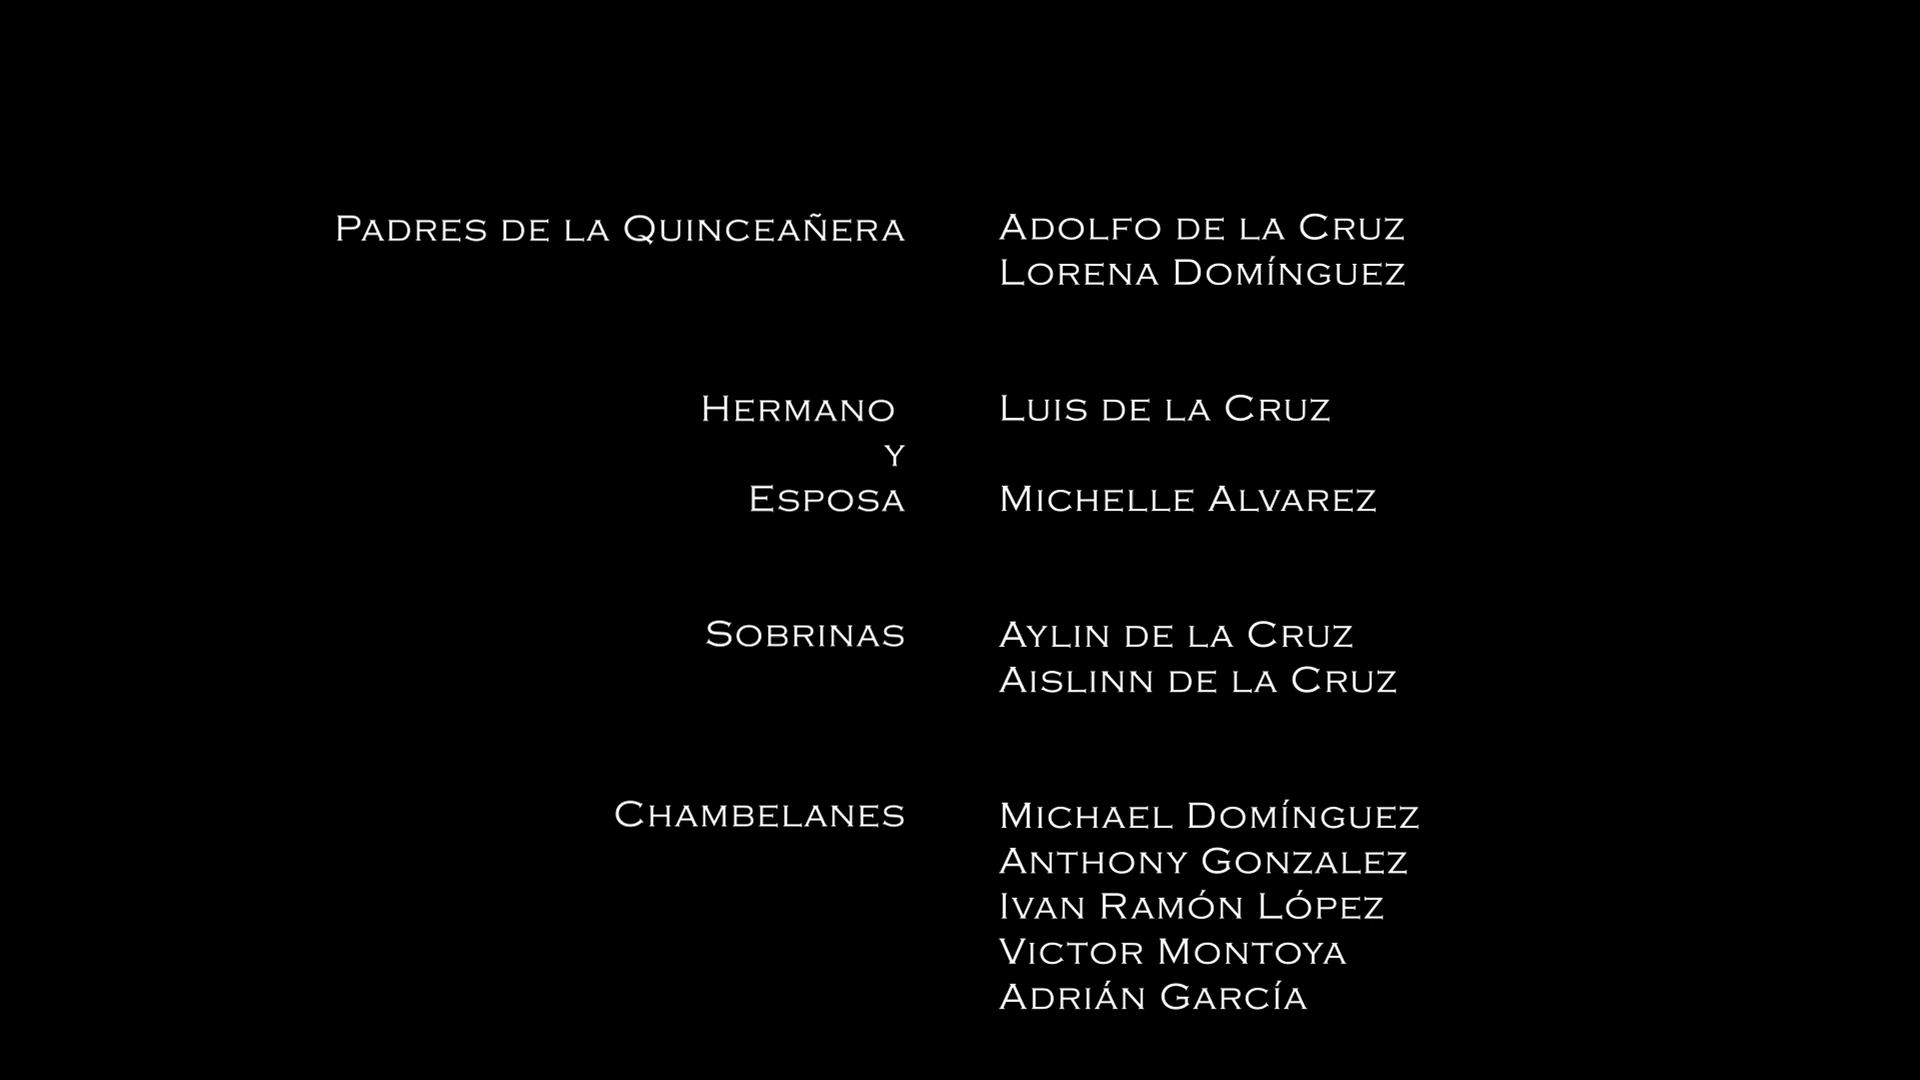 Padres de la Quinceañera Adolfo de la Cruz
Lorena Domínguez
Hermano Luis de la Cruz
y
Esposa Michelle Alvarez
Sobrinas Aylin de la Cruz
Aislinn de la Cruz
Chambelanes Michael Domínguez
Anthony Gonzalez
Ivan Ramón López
Victor Montoya
Adrián García